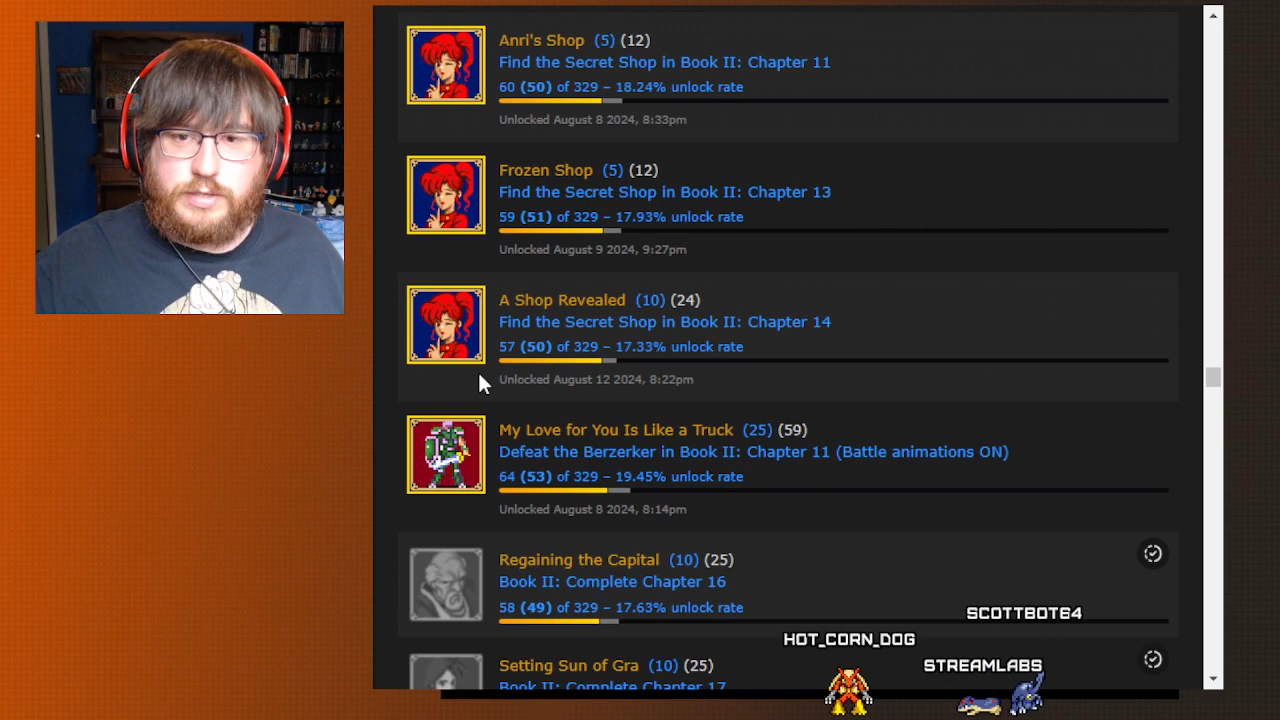 Anri's Shop (5) (12)
Find the Secret Shop in Book II: Chapter 11
60 (50) of 329 – 18.24% unlock rate
Unlocked August 8 2024, 8:33pm
Frozen Shop (5) (12)
Find the Secret Shop in Book II: Chapter 13
59 (51) of 329 – 17.93% unlock rate
Unlocked August 9 2024, 9:27pm
A Shop Revealed (10) (24)
Find the Secret Shop in Book II: Chapter 14
57 (50) of 329 – 17.33% unlock rate
Unlocked August 12 2024, 8:22pm
My Love for You Is Like a Truck (25) (59)
Defeat the Berzerker in Book II: Chapter 11 (Battle animations ON)
64 (53) of 329 – 19.45% unlock rate
Unlocked August 8 2024, 8:14pm
Regaining the Capital (10) (25)
Book II: Complete Chapter 16
58 (49) of 329 – 17.63% unlock rate
SCOTTBOT64
HOT_CORN_DOG
STREAMLABS
Setting Sun of Gra (10) (25)
Book II: Complete Chapter 17